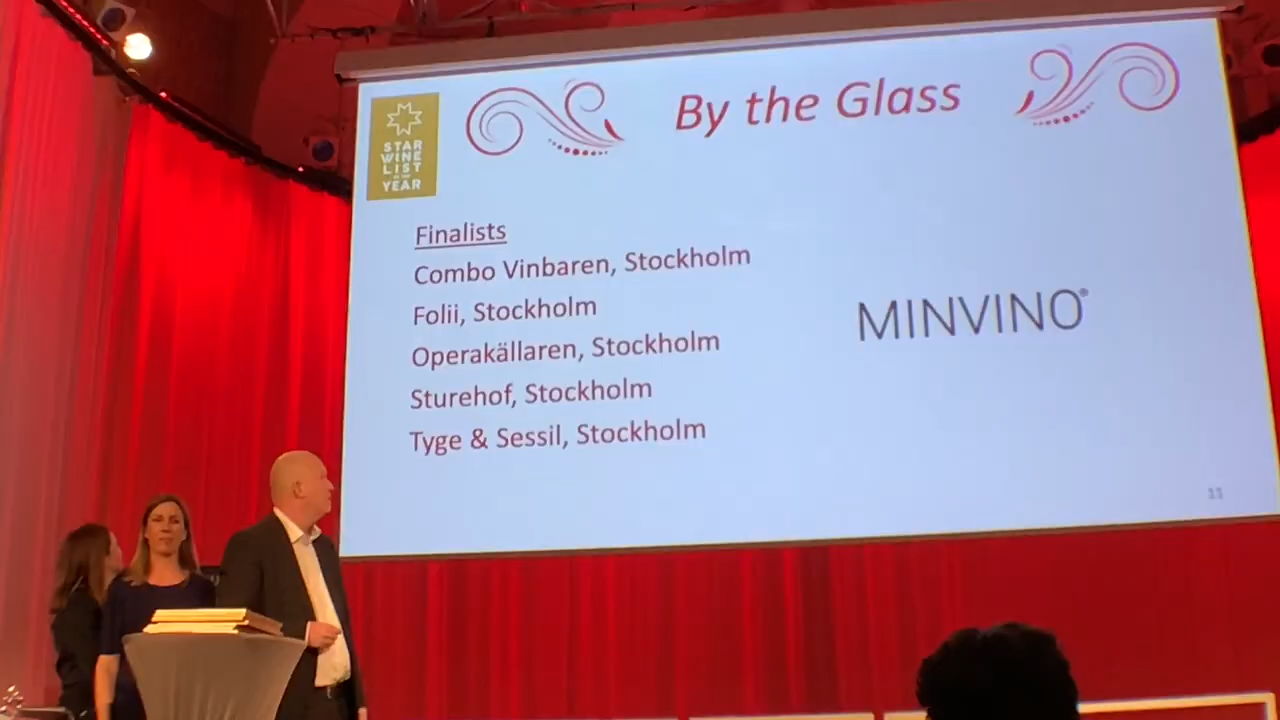 By the Glass
STAR
WINE
LIST
YEAR
Finalists
Combo Vinbaren, Stockholm
Folii, Stockholm
Operakällaren, Stockholm
Sturehof, Stockholm
Tyge & Sessil, Stockholm
MINVINO®
11